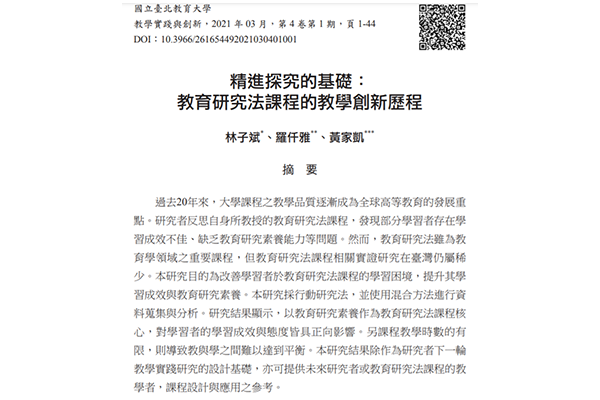 國立臺北教育大學
教學實踐與創新，2021 年 03 月，第 4 卷第 1 期，頁 1-44
DOI：10.3966/261654492021030401001
精進探究的基礎：
教育研究法課程的教學創新歷程
林子斌*、羅仟雅**、黃家凱***
摘　要
過去20年來，大學課程之教學品質逐漸成為全球高等教育的發展重
點。研究者反思自身所教授的教育研究法課程，發現部分學習者存在學
習成效不佳、缺乏教育研究素養能力等問題。然而，教育研究法雖為教
育學領域之重要課程，但教育研究法課程相關實證研究在臺灣仍屬稀
少。本研究目的為改善學習者於教育研究法課程的學習困境，提升其學
習成效與教育研究素養。本研究採行動研究法，並使用混合方法進行資
料蒐集與分析。研究結果顯示，以教育研究素養作為教育研究法課程核
心，對學習者的學習成效與態度皆具正向影響。另課程教學時數的有
限，則導致教與學之間難以達到平衡。本研究結果除作為研究者下一輪
教學實踐研究的設計基礎，亦可提供未來研究者或教育研究法課程的教
學者，課程設計與應用之參考。